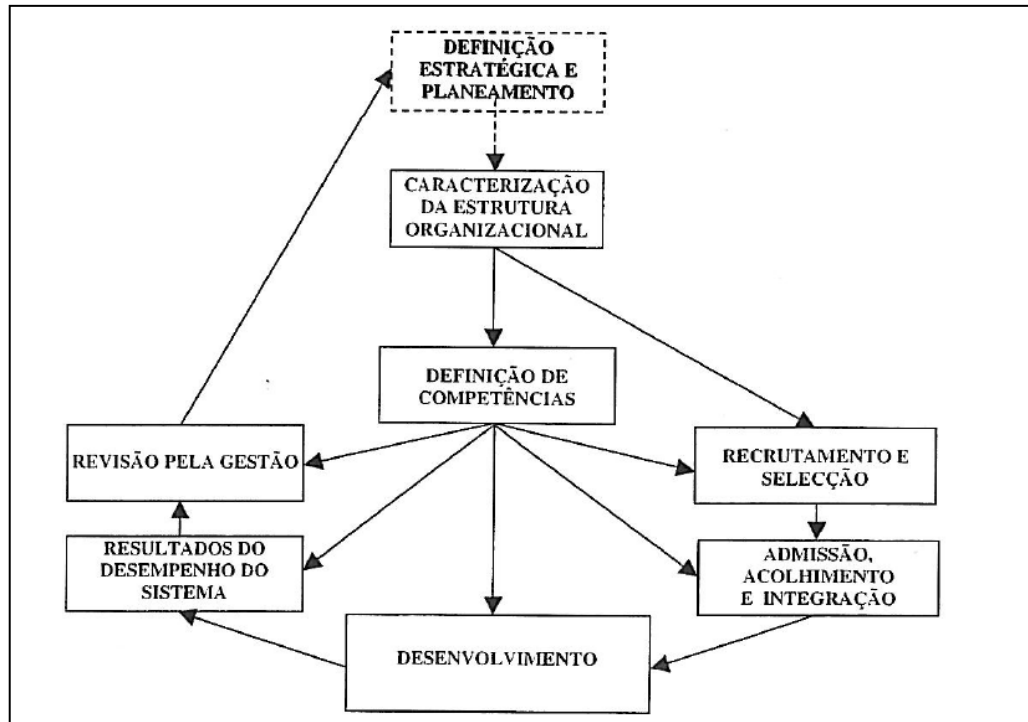 DEFINIÇÃO
ESTRATÉGICA E
PLANEAMENTO
CARACTERIZAÇÃO
DA ESTRUTURA
ORGANIZACIONAL
DEFINIÇÃO DE
COMPETÊNCIAS
REVISÃO PELA GESTÃO
RECRUTAMENTO E
SELECÇÃO
RESULTADOS DO
DESEMPENHO DO
SISTEMA
ADMISSÃO,
ACOLHIMENTO
E INTEGRAÇÃO
DESENVOLVIMENTO